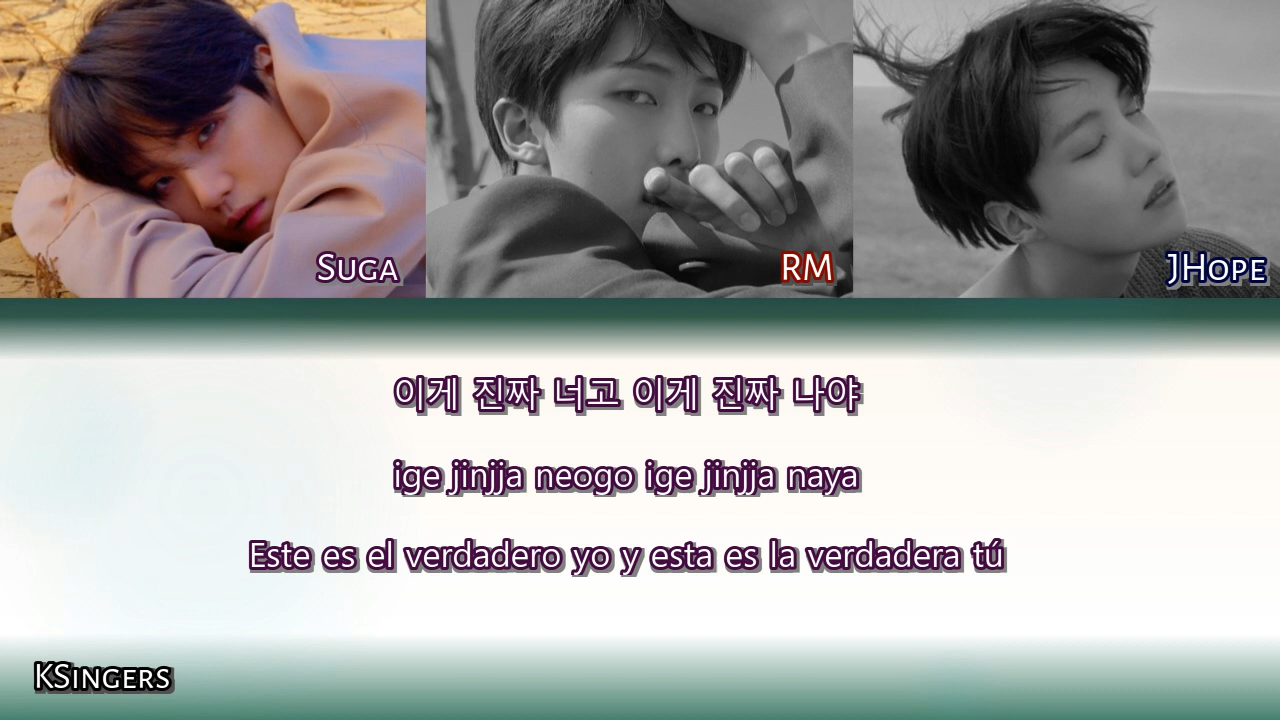 Suga
RM
JHope
이게 진짜 너고 이게 진짜 나야
ige jinjja neogo ige jinjja naya
Este es el verdadero yo y esta es la verdadera tú
KSingers